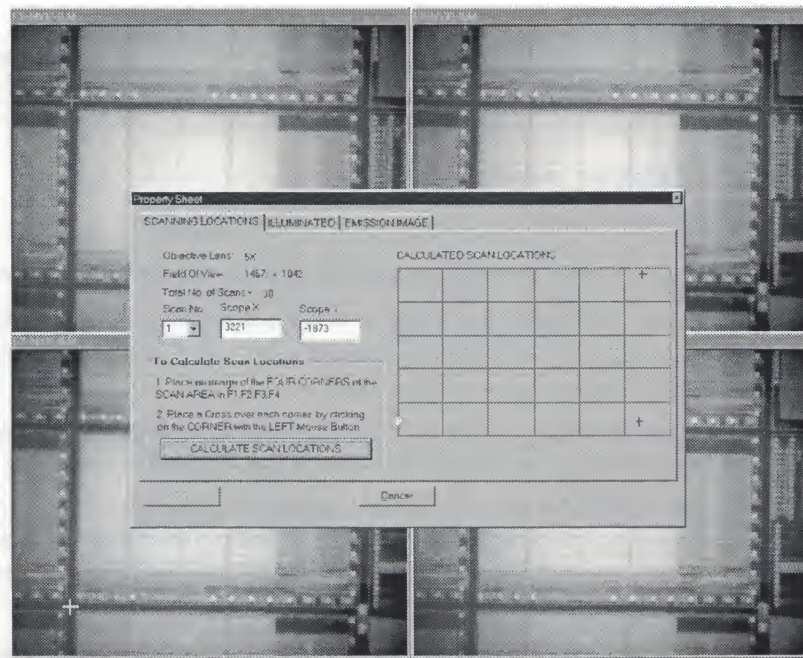 Property Sheet
SCANNING LOCATIONS ILLUMINATED EMISSION IMAGE
Objective Lens: 5X
Field Of View 1467 x 1042
Total No. of Scans = 30
Scan No. Scope X Scope Y
1 3221 -1873
To Calculate Scan Locations
1. Place an image of the FOUR CORNERS of the
SCAN AREA in F1,F2,F3,F4
2. Place a Cross over each corner by clicking
on the CORNER with the LEFT Mouse Button
CALCULATE SCAN LOCATIONS
CALCULATED SCAN LOCATIONS
Cancel